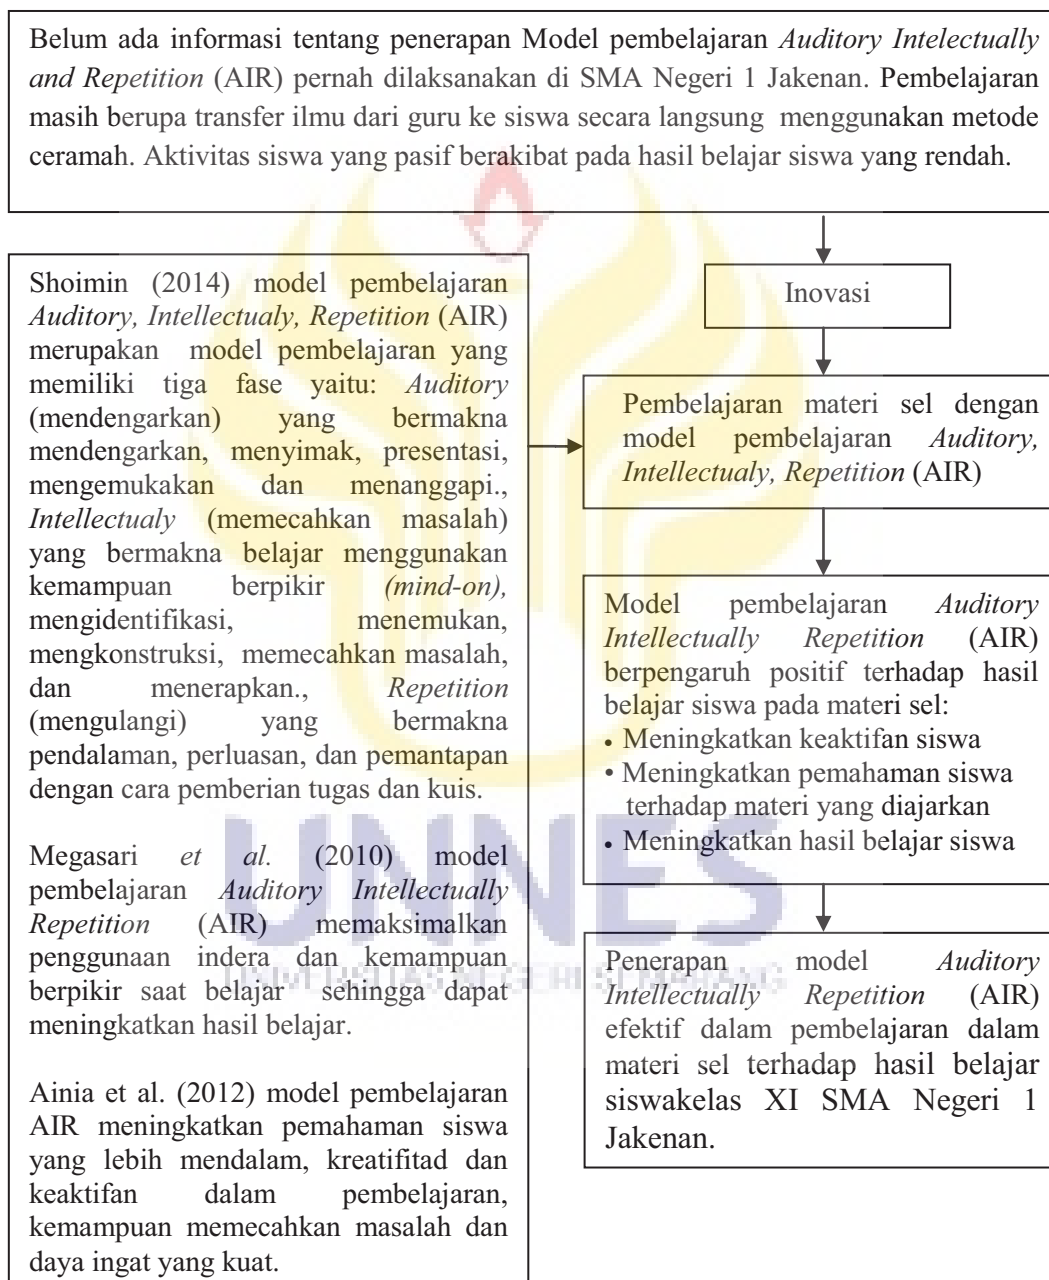 Belum ada informasi tentang penerapan Model pembelajaran Auditory Intelectually
and Repetition (AIR) pernah dilaksanakan di SMA Negeri 1 Jakenan. Pembelajaran
masih berupa transfer ilmu dari guru ke siswa secara langsung menggunakan metode
ceramah. Aktivitas siswa yang pasif berakibat pada hasil belajar siswa yang rendah.
Shoimin (2014) model pembelajaran
Auditory, Intellectualy, Repetition (AIR)
merupakan model pembelajaran yang
memiliki tiga fase yaitu: Auditory
(mendengarkan) yang bermakna
mendengarkan, menyimak, presentasi,
mengemukakan dan menanggapi.,
Intellectualy (memecahkan masalah)
yang bermakna belajar menggunakan
kemampuan berpikir (mind-on),
mengidentifikasi, menemukan,
mengkonstruksi, memecahkan masalah,
dan menerapkan., Repetition
(mengulangi) yang bermakna
pendalaman, perluasan, dan pemantapan
dengan cara pemberian tugas dan kuis.
Megasari et al. (2010) model
pembelajaran Auditory Intellectually
Repetition (AIR) memaksimalkan
penggunaan indera dan kemampuan
berpikir saat belajar sehingga dapat
meningkatkan hasil belajar.
Ainia et al. (2012) model pembelajaran
AIR meningkatkan pemahaman siswa
yang lebih mendalam, kreatifitad dan
keaktifan dalam pembelajaran,
kemampuan memecahkan masalah dan
daya ingat yang kuat.
Inovasi
Pembelajaran materi sel dengan
model pembelajaran Auditory,
Intellectualy, Repetition (AIR)
Model pembelajaran Auditory
Intellectually Repetition (AIR)
berpengaruh positif terhadap hasil
belajar siswa pada materi sel:
• Meningkatkan keaktifan siswa
• Meningkatkan pemahaman siswa
terhadap materi yang diajarkan
• Meningkatkan hasil belajar siswa
Penerapan model Auditory
Intellectually Repetition (AIR)
efektif dalam pembelajaran dalam
materi sel terhadap hasil belajar
siswakelas XI SMA Negeri 1
Jakenan.
UNNES
UNIVERSITAS NEGERI SEMARANG